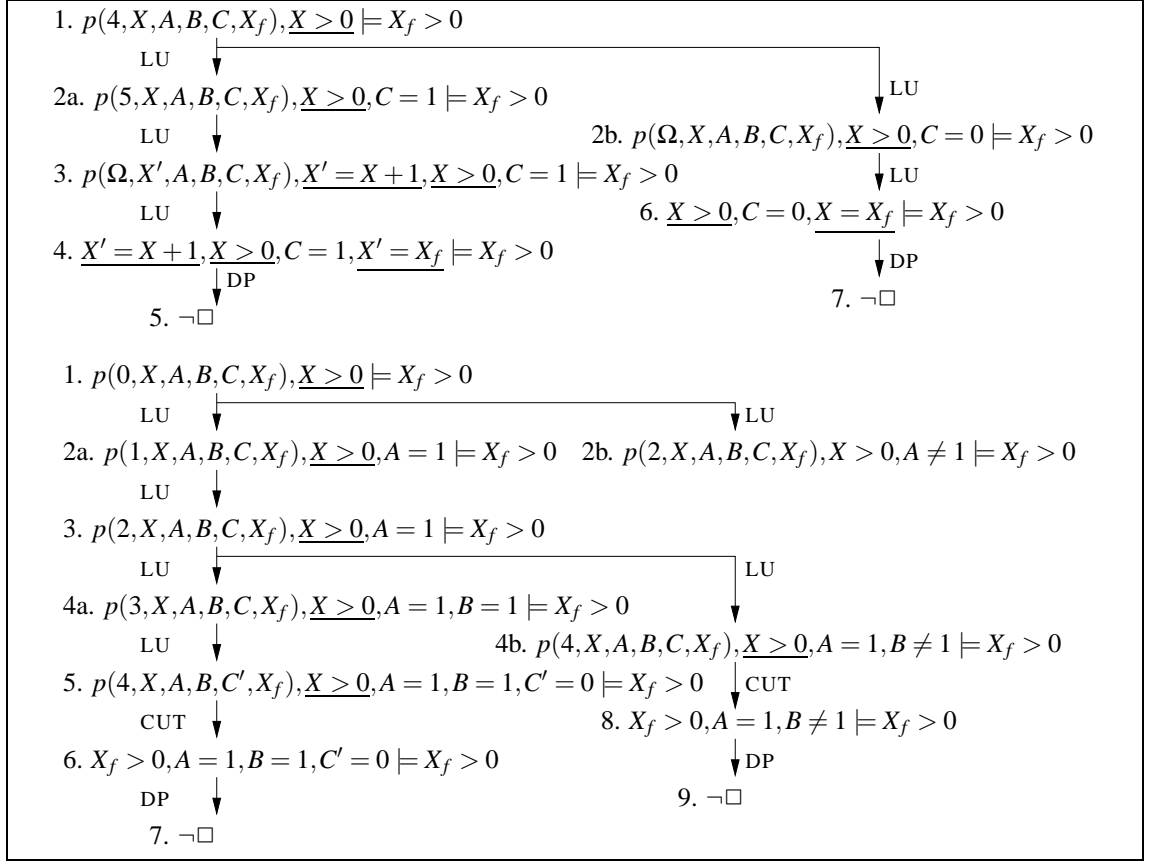 1. p(4,X,A,B,C,X_f),X > 0 ⊨ X_f > 0
LU
LU
2a. p(5,X,A,B,C,X_f),X > 0,C = 1 ⊨ X_f > 0
LU
2b. p(Ω,X,A,B,C,X_f),X > 0,C = 0 ⊨ X_f > 0
LU
3. p(Ω,X′,A,B,C,X_f),X′ = X + 1,X > 0,C = 1 ⊨ X_f > 0
LU
6. X > 0,C = 0,X = X_f ⊨ X_f > 0
4. X′ = X + 1,X > 0,C = 1,X′ = X_f ⊨ X_f > 0
DP
DP
5. ¬□
7. ¬□
1. p(0,X,A,B,C,X_f),X > 0 ⊨ X_f > 0
LU
LU
2a. p(1,X,A,B,C,X_f),X > 0,A = 1 ⊨ X_f > 0
2b. p(2,X,A,B,C,X_f),X > 0,A ≠ 1 ⊨ X_f > 0
LU
3. p(2,X,A,B,C,X_f),X > 0,A = 1 ⊨ X_f > 0
LU
LU
4a. p(3,X,A,B,C,X_f),X > 0,A = 1,B = 1 ⊨ X_f > 0
LU
4b. p(4,X,A,B,C,X_f),X > 0,A = 1,B ≠ 1 ⊨ X_f > 0
5. p(4,X,A,B,C′,X_f),X > 0,A = 1,B = 1,C′ = 0 ⊨ X_f > 0
CUT
CUT
8. X_f > 0,A = 1,B ≠ 1 ⊨ X_f > 0
6. X_f > 0,A = 1,B = 1,C′ = 0 ⊨ X_f > 0
DP
DP
9. ¬□
7. ¬□